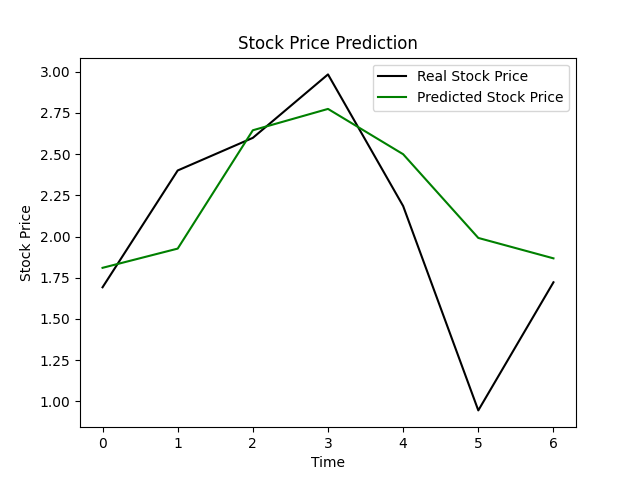 Stock Price Prediction
Real Stock Price
Predicted Stock Price
Stock Price
3.00
2.75
2.50
2.25
2.00
1.75
1.50
1.25
1.00
0 1 2 3 4 5 6
Time